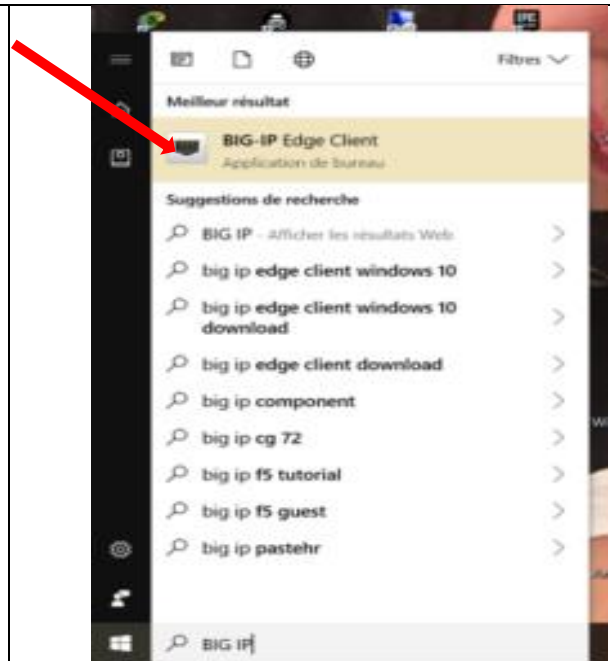 Filtres
Meilleur résultat
BIG-IP Edge Client
Application de bureau
Suggestions de recherche
BIG IP - Afficher les résultats Web
big ip edge client windows 10
big ip edge client windows 10
download
big ip edge client download
big ip component
big ip cg 72
big ip f5 tutorial
big ip f5 guest
big ip pastehr
BIG IP